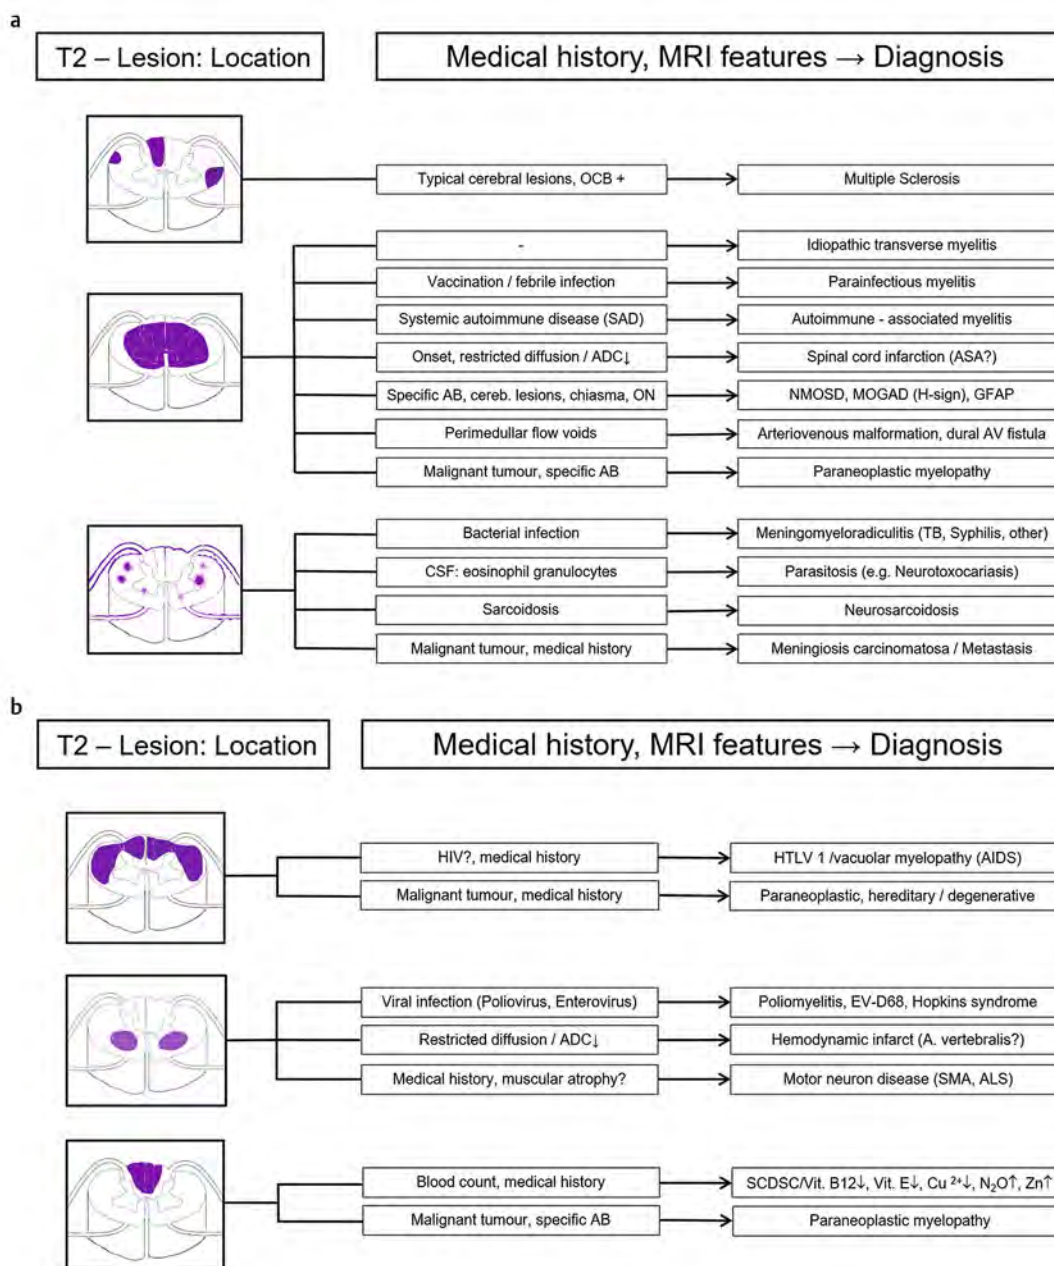 a
T2 – Lesion: Location
Medical history, MRI features → Diagnosis
Typical cerebral lesions, OCB +
Multiple Sclerosis
-
Idiopathic transverse myelitis
Vaccination / febrile infection
Parainfectious myelitis
Systemic autoimmune disease (SAD)
Autoimmune - associated myelitis
Onset, restricted diffusion / ADC↓
Spinal cord infarction (ASA?)
Specific AB, cereb. lesions, chiasma, ON
NMOSD, MOGAD (H-sign), GFAP
Perimedullar flow voids
Arteriovenous malformation, dural AV fistula
Malignant tumour, specific AB
Paraneoplastic myelopathy
Bacterial infection
Meningomyeloradiculitis (TB, Syphilis, other)
CSF: eosinophil granulocytes
Parasitosis (e.g. Neurotoxocariasis)
Sarcoidosis
Neurosarcoidosis
Malignant tumour, medical history
Meningiosis carcinomatosa / Metastasis
b
T2 – Lesion: Location
Medical history, MRI features → Diagnosis
HIV?, medical history
HTLV 1 /vacuolar myelopathy (AIDS)
Malignant tumour, medical history
Paraneoplastic, hereditary / degenerative
Viral infection (Poliovirus, Enterovirus)
Poliomyelitis, EV-D68, Hopkins syndrome
Restricted diffusion / ADC↓
Hemodynamic infarct (A. vertebralis?)
Medical history, muscular atrophy?
Motor neuron disease (SMA, ALS)
Blood count, medical history
SCDSC/Vit. B12↓, Vit. E↓, Cu ²⁺↓, N₂O↑, Zn↑
Malignant tumour, specific AB
Paraneoplastic myelopathy